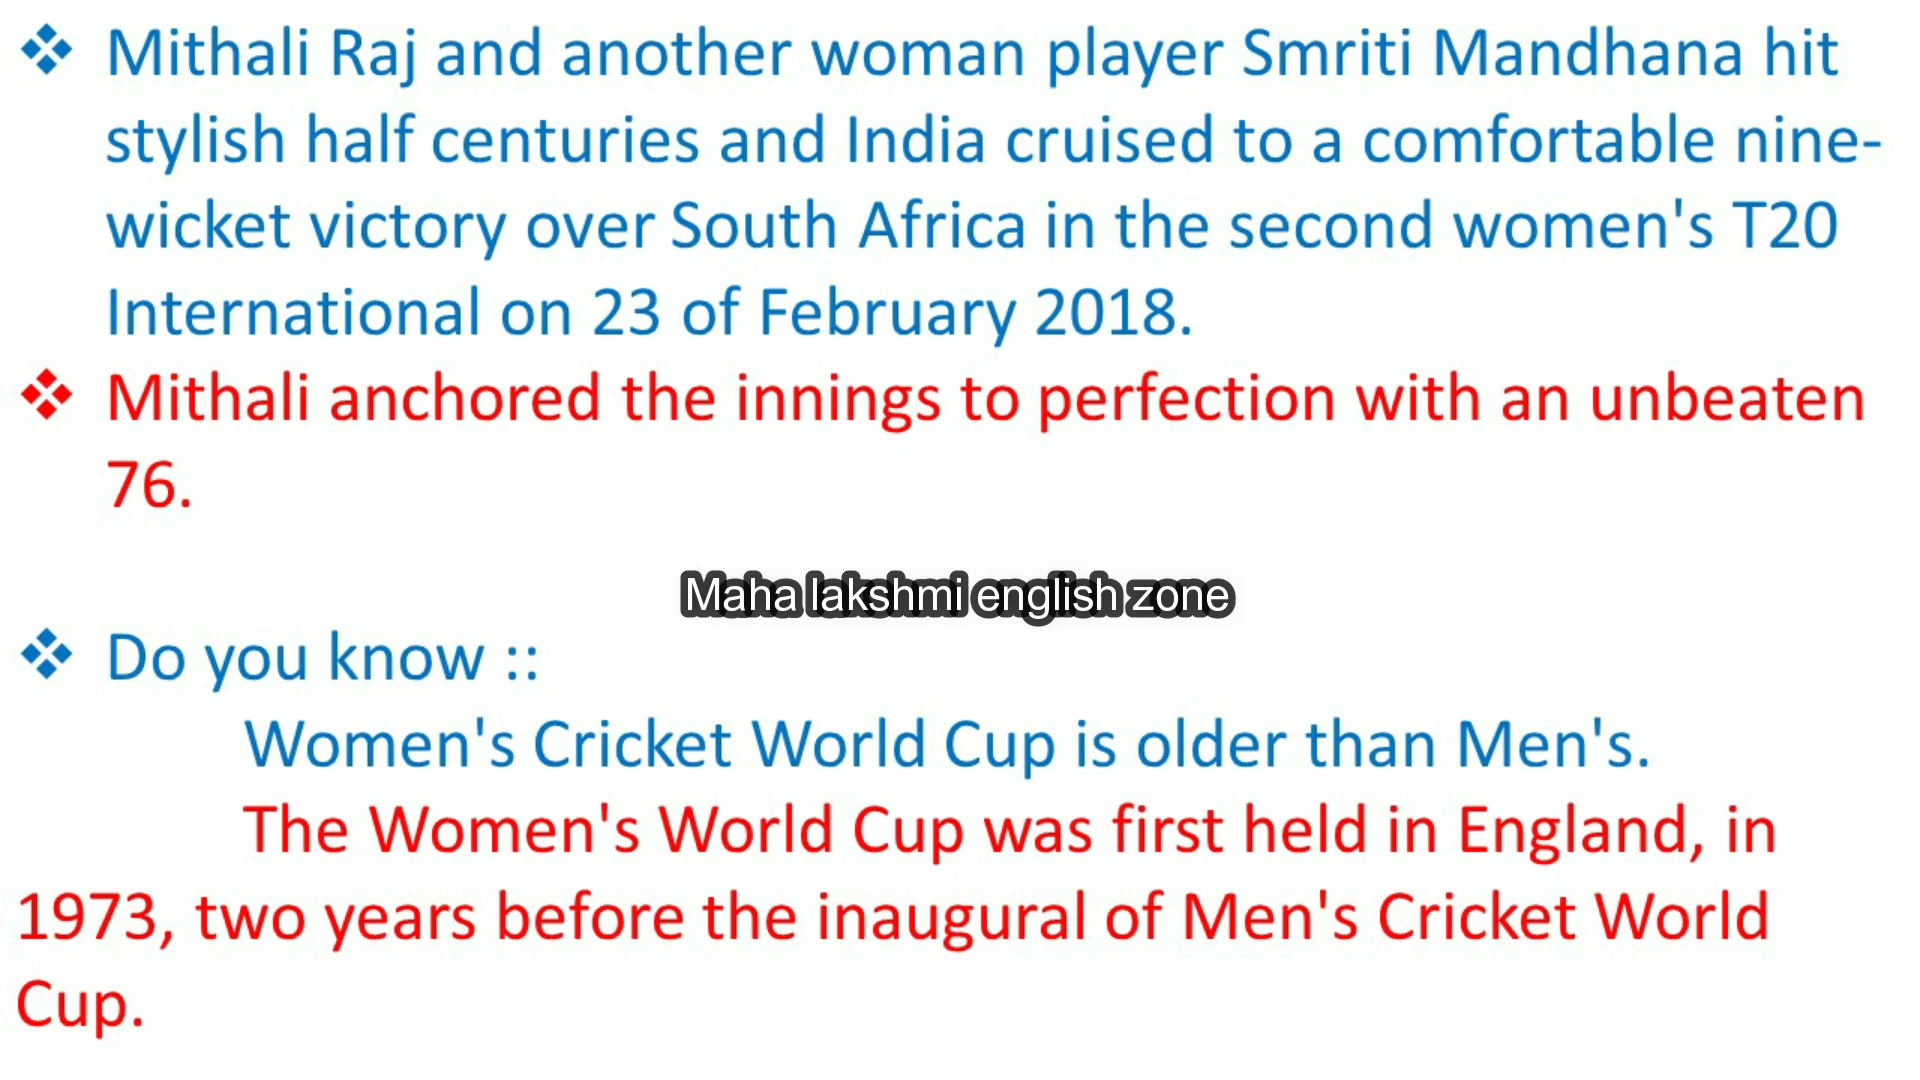 ❖ Mithali Raj and another woman player Smriti Mandhana hit
stylish half centuries and India cruised to a comfortable nine-
wicket victory over South Africa in the second women's T20
International on 23 of February 2018.
❖ Mithali anchored the innings to perfection with an unbeaten
76.
Maha lakshmi english zone
❖ Do you know ::
Women's Cricket World Cup is older than Men's.
The Women's World Cup was first held in England, in
1973, two years before the inaugural of Men's Cricket World
Cup.